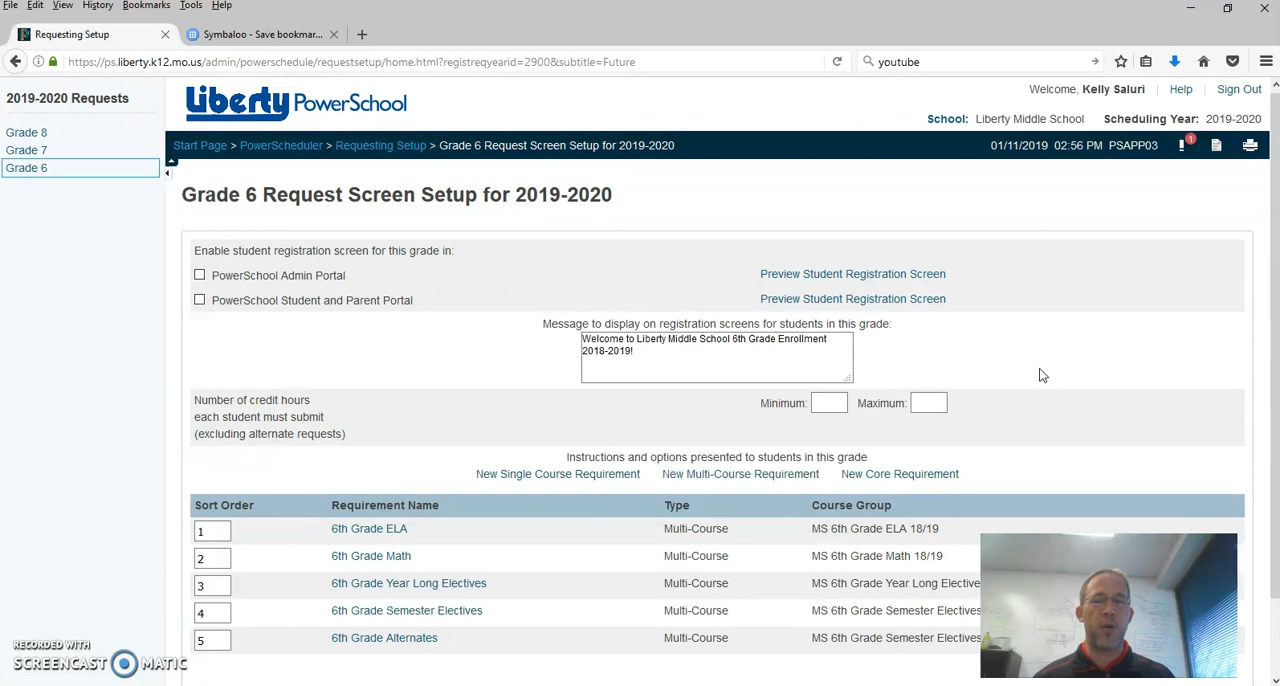 File Edit View History Bookmarks Tools Help
Requesting Setup
Symbaloo - Save bookmar...
https://ps.liberty.k12.mo.us/admin/powerschedule/requestsetup/home.html?registreqyearid=2900&subtitle=Future
youtube
2019-2020 Requests
Grade 8
Grade 7
Grade 6
Liberty PowerSchool
Welcome, Kelly Saluri | Help | Sign Out
School: Liberty Middle School Scheduling Year: 2019-2020
Start Page > PowerScheduler > Requesting Setup > Grade 6 Request Screen Setup for 2019-2020
01/11/2019 02:56 PM PSAPP03
1
Grade 6 Request Screen Setup for 2019-2020
Enable student registration screen for this grade in:
PowerSchool Admin Portal Preview Student Registration Screen
PowerSchool Student and Parent Portal Preview Student Registration Screen
Message to display on registration screens for students in this grade:
Welcome to Liberty Middle School 6th Grade Enrollment
2018-2019!
Number of credit hours
each student must submit
(excluding alternate requests)
Minimum: Maximum:
Instructions and options presented to students in this grade
New Single Course Requirement New Multi-Course Requirement New Core Requirement
Sort Order Requirement Name Type Course Group
1 6th Grade ELA Multi-Course MS 6th Grade ELA 18/19
2 6th Grade Math Multi-Course MS 6th Grade Math 18/19
3 6th Grade Year Long Electives Multi-Course MS 6th Grade Year Long Elective
4 6th Grade Semester Electives Multi-Course MS 6th Grade Semester Electives
5 6th Grade Alternates Multi-Course MS 6th Grade Semester Electives
RECORDED WITH
SCREENCAST MATIC